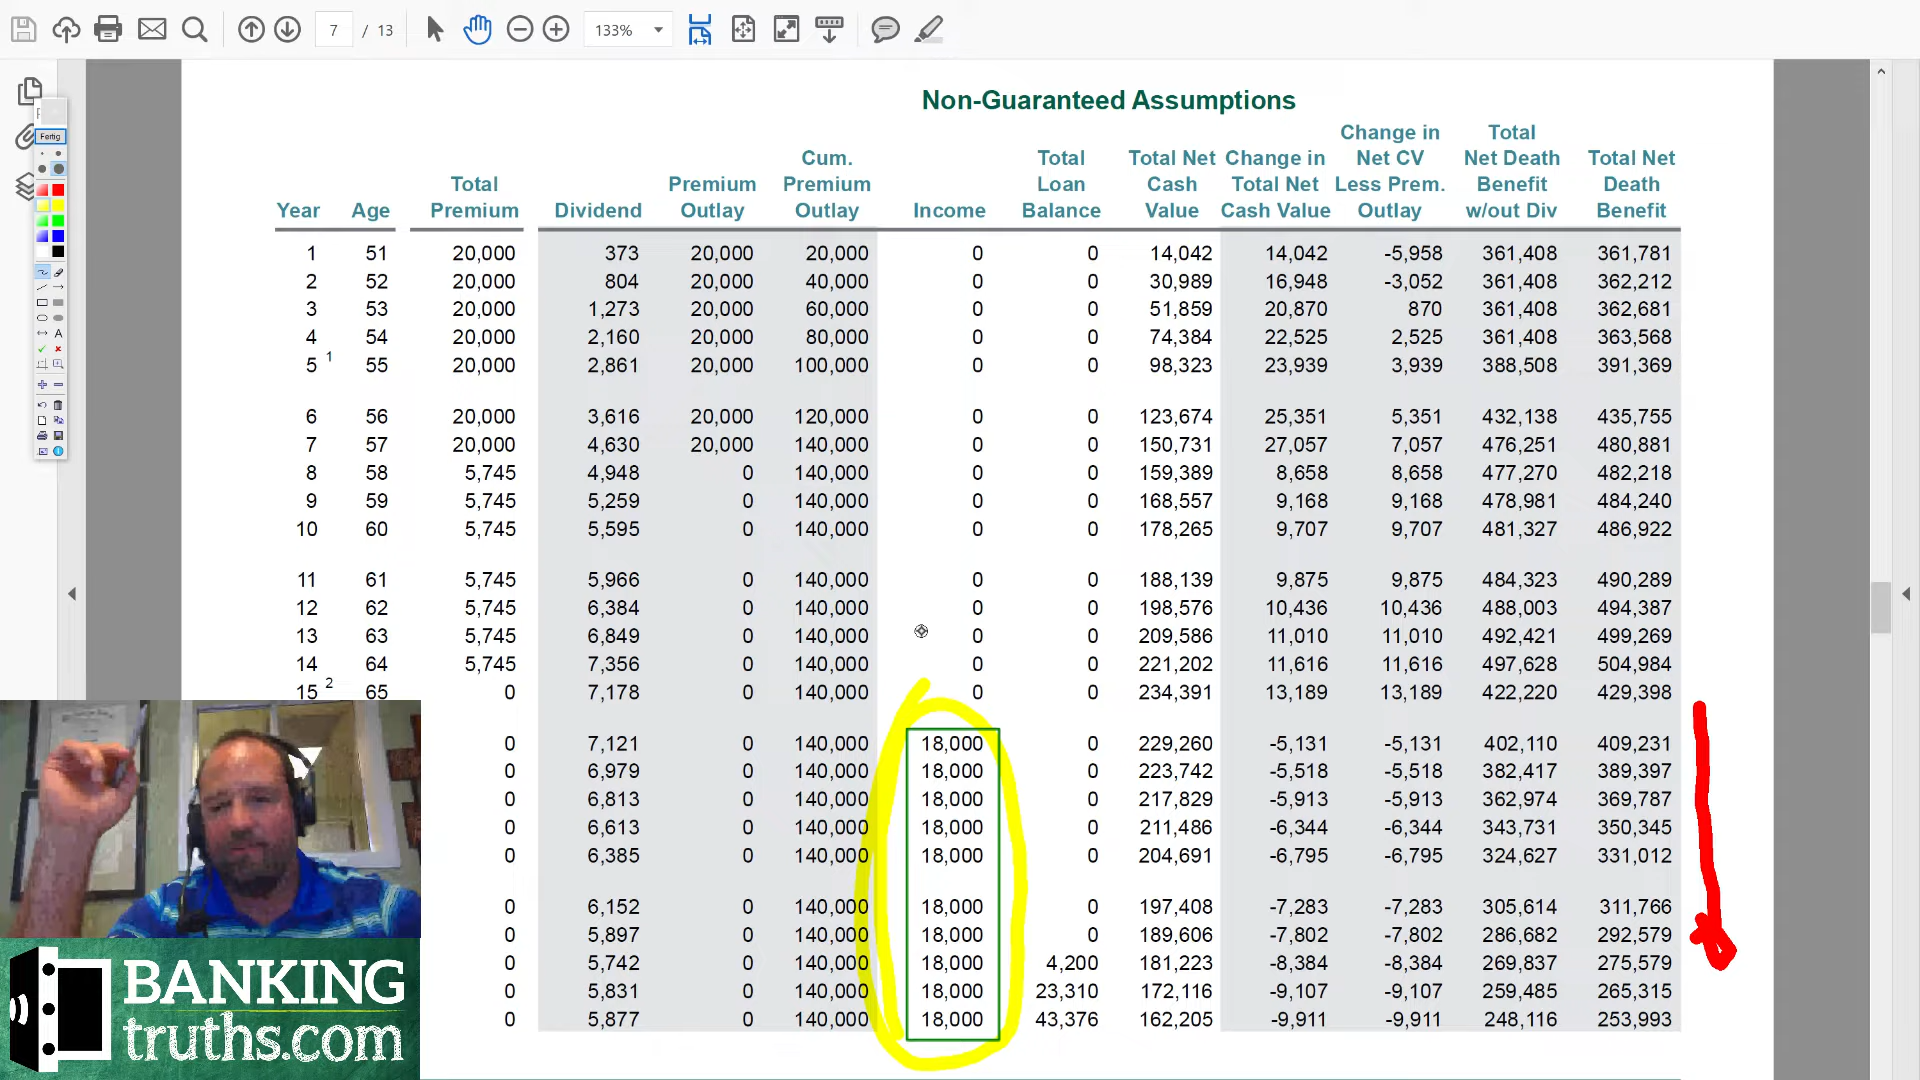 7 / 13
133%
Fertig
A
Non-Guaranteed Assumptions
Year Age Total Premium Dividend Premium Outlay Cum. Premium Outlay Income Total Loan Balance Total Net Cash Value Change in Total Net Cash Value Change in Net CV Less Prem. Outlay Total Net Death Benefit w/out Div Total Net Death Benefit
1 51 20,000 373 20,000 20,000 0 0 14,042 14,042 -5,958 361,408 361,781
2 52 20,000 804 20,000 40,000 0 0 30,989 16,948 -3,052 361,408 362,212
3 53 20,000 1,273 20,000 60,000 0 0 51,859 20,870 870 361,408 362,681
4 54 20,000 2,160 20,000 80,000 0 0 74,384 22,525 2,525 361,408 363,568
5 1 55 20,000 2,861 20,000 100,000 0 0 98,323 23,939 3,939 388,508 391,369
6 56 20,000 3,616 20,000 120,000 0 0 123,674 25,351 5,351 432,138 435,755
7 57 20,000 4,630 20,000 140,000 0 0 150,731 27,057 7,057 476,251 480,881
8 58 5,745 4,948 0 140,000 0 0 159,389 8,658 8,658 477,270 482,218
9 59 5,745 5,259 0 140,000 0 0 168,557 9,168 9,168 478,981 484,240
10 60 5,745 5,595 0 140,000 0 0 178,265 9,707 9,707 481,327 486,922
11 61 5,745 5,966 0 140,000 0 0 188,139 9,875 9,875 484,323 490,289
12 62 5,745 6,384 0 140,000 0 0 198,576 10,436 10,436 488,003 494,387
13 63 5,745 6,849 0 140,000 0 0 209,586 11,010 11,010 492,421 499,269
14 64 5,745 7,356 0 140,000 0 0 221,202 11,616 11,616 497,628 504,984
15 2 65 0 7,178 0 140,000 0 0 234,391 13,189 13,189 422,220 429,398
0 7,121 0 140,000 18,000 0 229,260 -5,131 -5,131 402,110 409,231
0 6,979 0 140,000 18,000 0 223,742 -5,518 -5,518 382,417 389,397
0 6,813 0 140,000 18,000 0 217,829 -5,913 -5,913 362,974 369,787
0 6,613 0 140,000 18,000 0 211,486 -6,344 -6,344 343,731 350,345
0 6,385 0 140,000 18,000 0 204,691 -6,795 -6,795 324,627 331,012
0 6,152 0 140,000 18,000 0 197,408 -7,283 -7,283 305,614 311,766
0 5,897 0 140,000 18,000 0 189,606 -7,802 -7,802 286,682 292,579
0 5,742 0 140,000 18,000 4,200 181,223 -8,384 -8,384 269,837 275,579
0 5,831 0 140,000 18,000 23,310 172,116 -9,107 -9,107 259,485 265,315
0 5,877 0 140,000 18,000 43,376 162,205 -9,911 -9,911 248,116 253,993
BANKING
truths.com